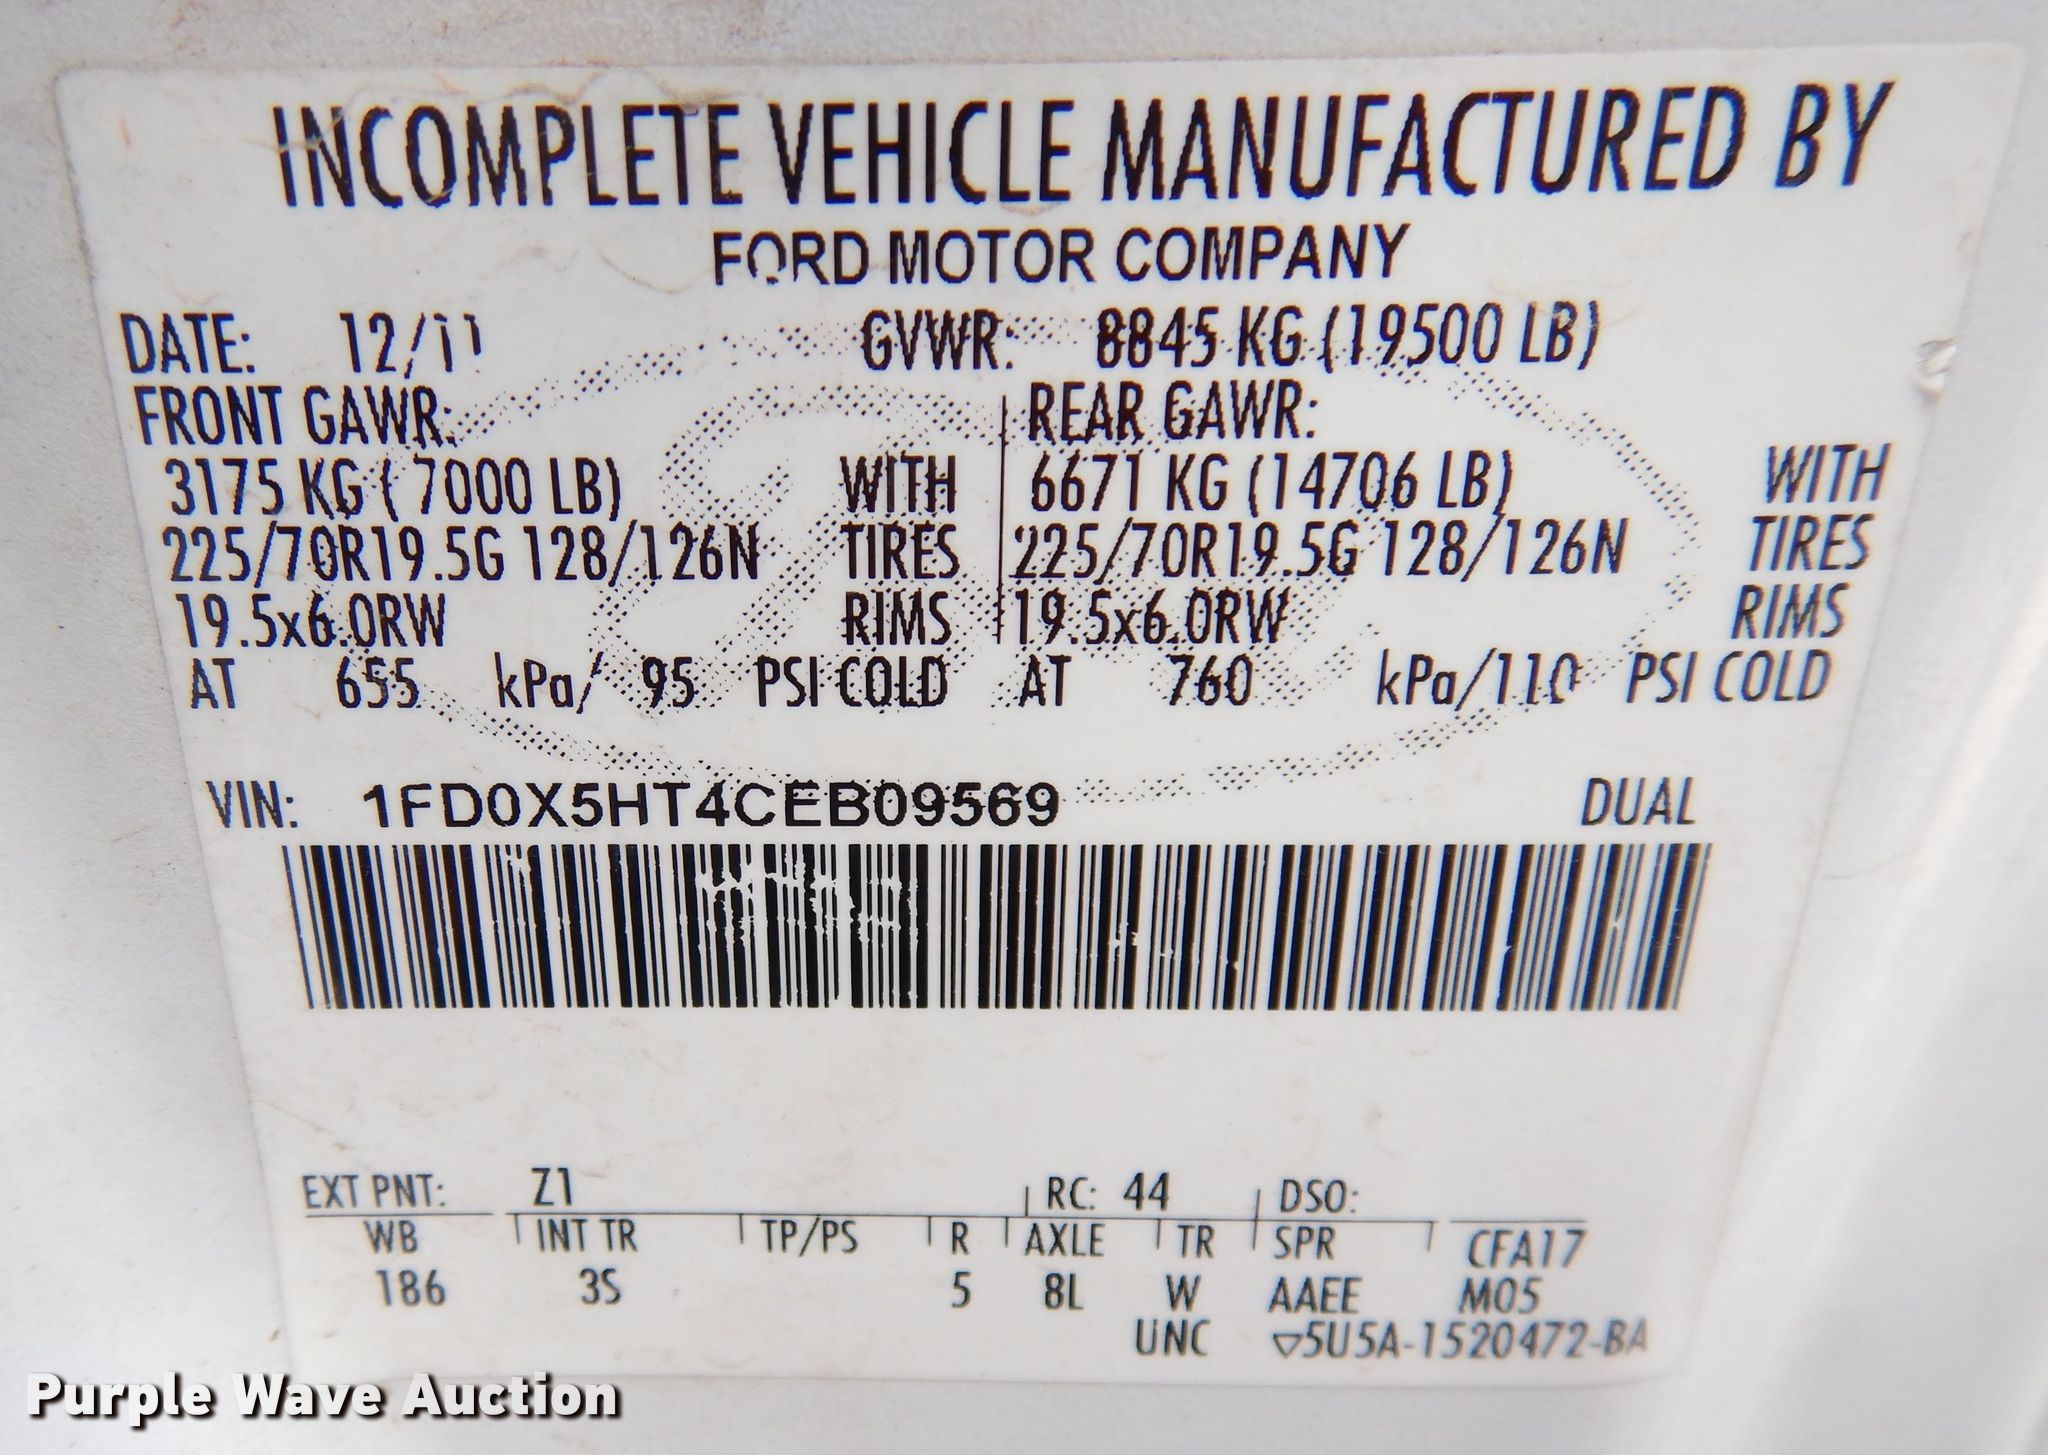 INCOMPLETE VEHICLE MANUFACTURED BY
FORD MOTOR COMPANY
DATE: 12/11 GVWR: 8845 KG (19500 LB)
FRONT GAWR: REAR GAWR:
3175 KG ( 7000 LB) WITH 6671 KG (14706 LB) WITH
225/70R19.5G 128/126N TIRES 225/70R19.5G 128/126N TIRES
19.5x6.0RW RIMS 19.5x6.0RW RIMS
AT 655 kPa/ 95 PSI COLD AT 760 kPa/110 PSI COLD
VIN: 1FD0X5HT4CEB09569 DUAL
EXT PNT: Z1 RC: 44 DSO:
WB INT TR TP/PS R AXLE TR SPR CFA17
186 3S 5 8L W AAEE M05
UNC ▽5U5A-1520472-BA
Purple Wave Auction